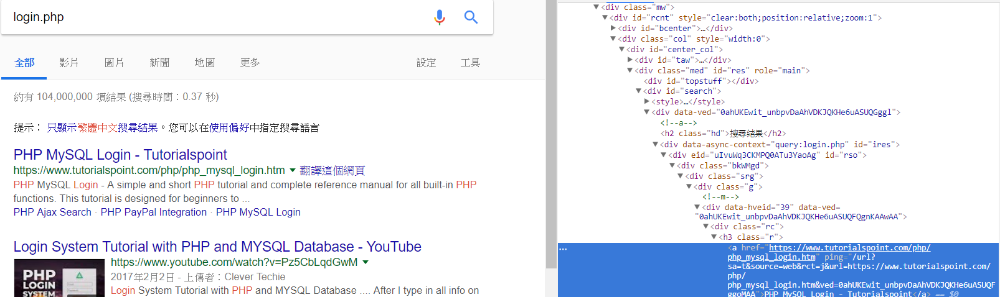 login.php
全部 影片 圖片 新聞 地圖 更多 設定 工具
約有 104,000,000 項結果 (搜尋時間：0.37 秒)
提示： 只顯示繁體中文搜尋結果。您可以在使用偏好中指定搜尋語言
PHP MySQL Login - Tutorialspoint
https://www.tutorialspoint.com/php/php_mysql_login.htm 翻譯這個網頁
PHP MySQL Login - A simple and short PHP tutorial and complete reference manual for all built-in PHP
functions. This tutorial is designed for beginners to ...
PHP Ajax Search · PHP PayPal Integration · PHP MySQL Login
Login System Tutorial with PHP and MYSQL Database - YouTube
https://www.youtube.com/watch?v=Pz5CbLqdGwM
2017年2月2日 - 上傳者：Clever Techie
Login System Tutorial with PHP and MYSQL Database .... After I type in all info on
PHP
LOGIN
SYSTEM
<div class="mw">
<div id="rcnt" style="clear:both;position:relative;zoom:1">
<div id="bcenter">…</div>
<div class="col" style="width:0">
<div id="center_col">
<div id="taw">…</div>
<div class="med" id="res" role="main">
<div id="topstuff"></div>
<div id="search">
<style>…</style>
<div data-ved="0ahUKEwit_unbpvDaAhVDKJQKHe6uASUQGggl">
<!--a-->
<h2 class="hd">搜尋結果</h2>
<div data-async-context="query:login.php" id="ires">
<div eid="uIvuWq3CKMPQ0ATu3YaoAg" id="rso">
<div class="bkWMgd">
<div class="srg">
<div class="g">
<!--m-->
<div data-hveid="39" data-ved=
"0ahUKEwit_unbpvDaAhVDKJQKHe6uASUQFQgnKAAwAA">
<div class="rc">
<h3 class="r">
… <a href="https://www.tutorialspoint.com/php/
php_mysql_login.htm" ping="/url?
sa=t&source=web&rct=j&url=https://www.tutorialspoint.com/
php/
php_mysql_login.htm&ved=0ahUKEwit_unbpvDaAhVDKJQKHe6uASUQF
ggoMAA">PHP MySQL Login - Tutorialspoint</a> == $0